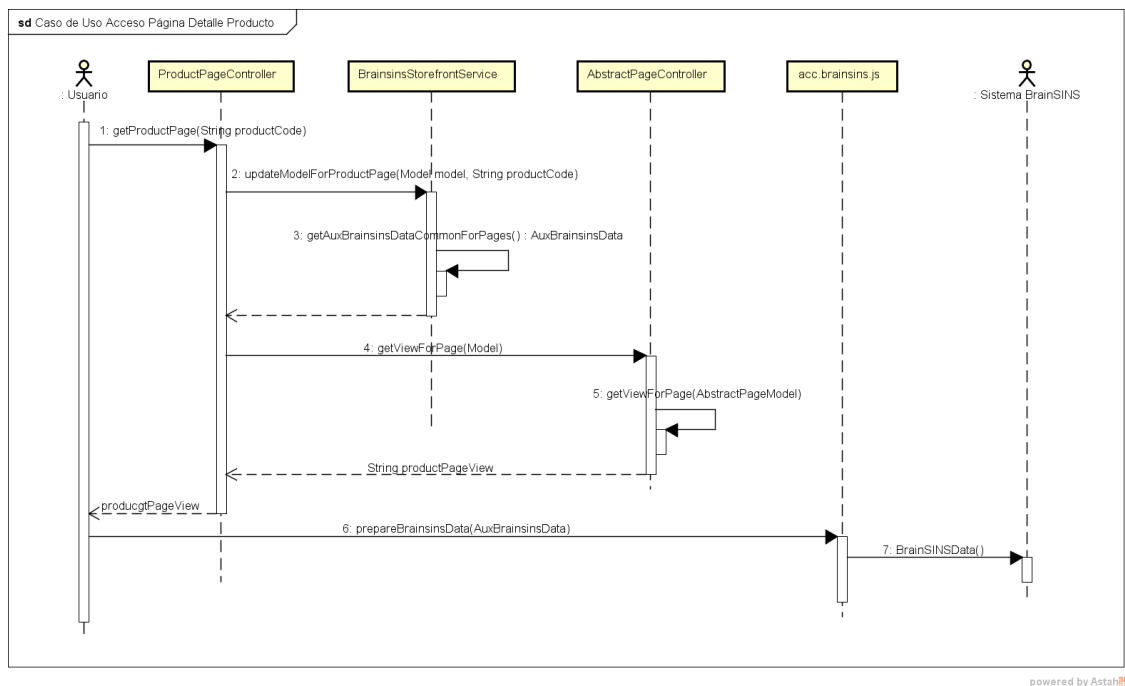 sd Caso de Uso Acceso Página Detalle Producto
ProductPageController
BrainsinsStorefrontService
AbstractPageController
acc.brainsins.js
: Usuario
: Sistema BrainSINS
1: getProductPage(String productCode)
2: updateModelForProductPage(Model model, String productCode)
3: getAuxBrainsinsDataCommonForPages() : AuxBrainsinsData
4: getViewForPage(Model)
5: getViewForPage(AbstractPageModel)
String productPageView
producgtPageView
6: prepareBrainsinsData(AuxBrainsinsData)
7: BrainSINSData()
powered by Astah